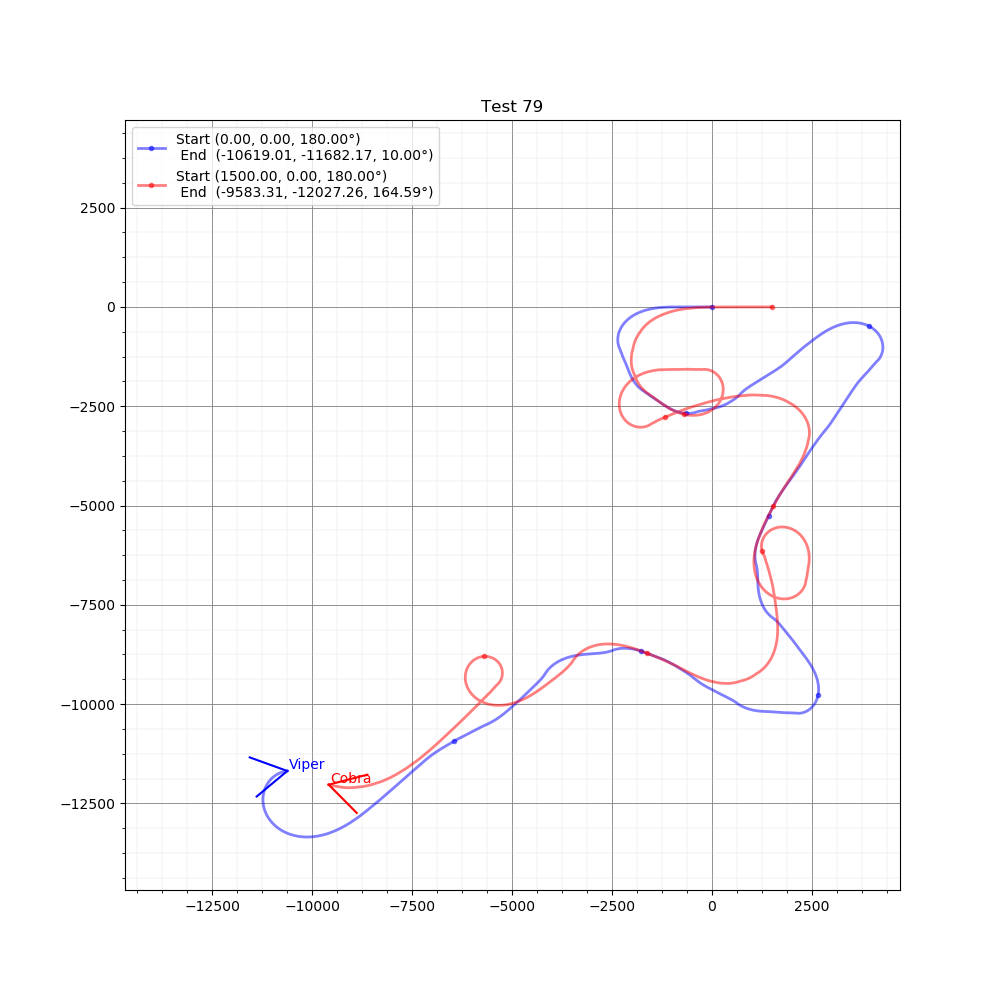 Test 79
Start (0.00, 0.00, 180.00°)
End (-10619.01, -11682.17, 10.00°)
Start (1500.00, 0.00, 180.00°)
End (-9583.31, -12027.26, 164.59°)
2500
0
−2500
−5000
−7500
−10000
−12500
Viper
Cobra
−12500 −10000 −7500 −5000 −2500 0 2500